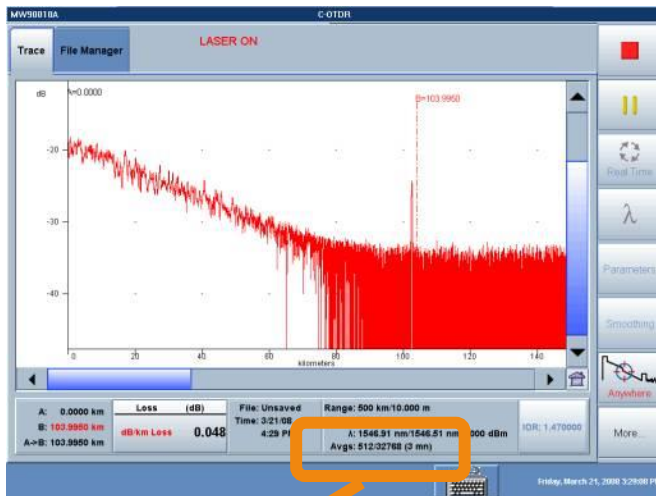 MW90010A
C-OTDR
Trace
File Manager
LASER ON
dB
A=0.0000
B=103.9950
-20
-30
-40
0
20
40
60
80
100
120
140
kilometers
Real Time
λ
Parameters
Smoothing
Anywhere
More...
A: 0.0000 km
B: 103.9950 km
A->B: 103.9950 km
Loss (dB)
dB/km Loss 0.048
File: Unsaved
Time: 3/21/08
4:29 PM
Range: 500 km/10.000 m
λ: 1546.91 nm/1546.51 nm
000 dBm
Avgs: 512/32768 (3 mn)
IOR: 1.470000
Friday, March 21, 2008 3:29:08 PM